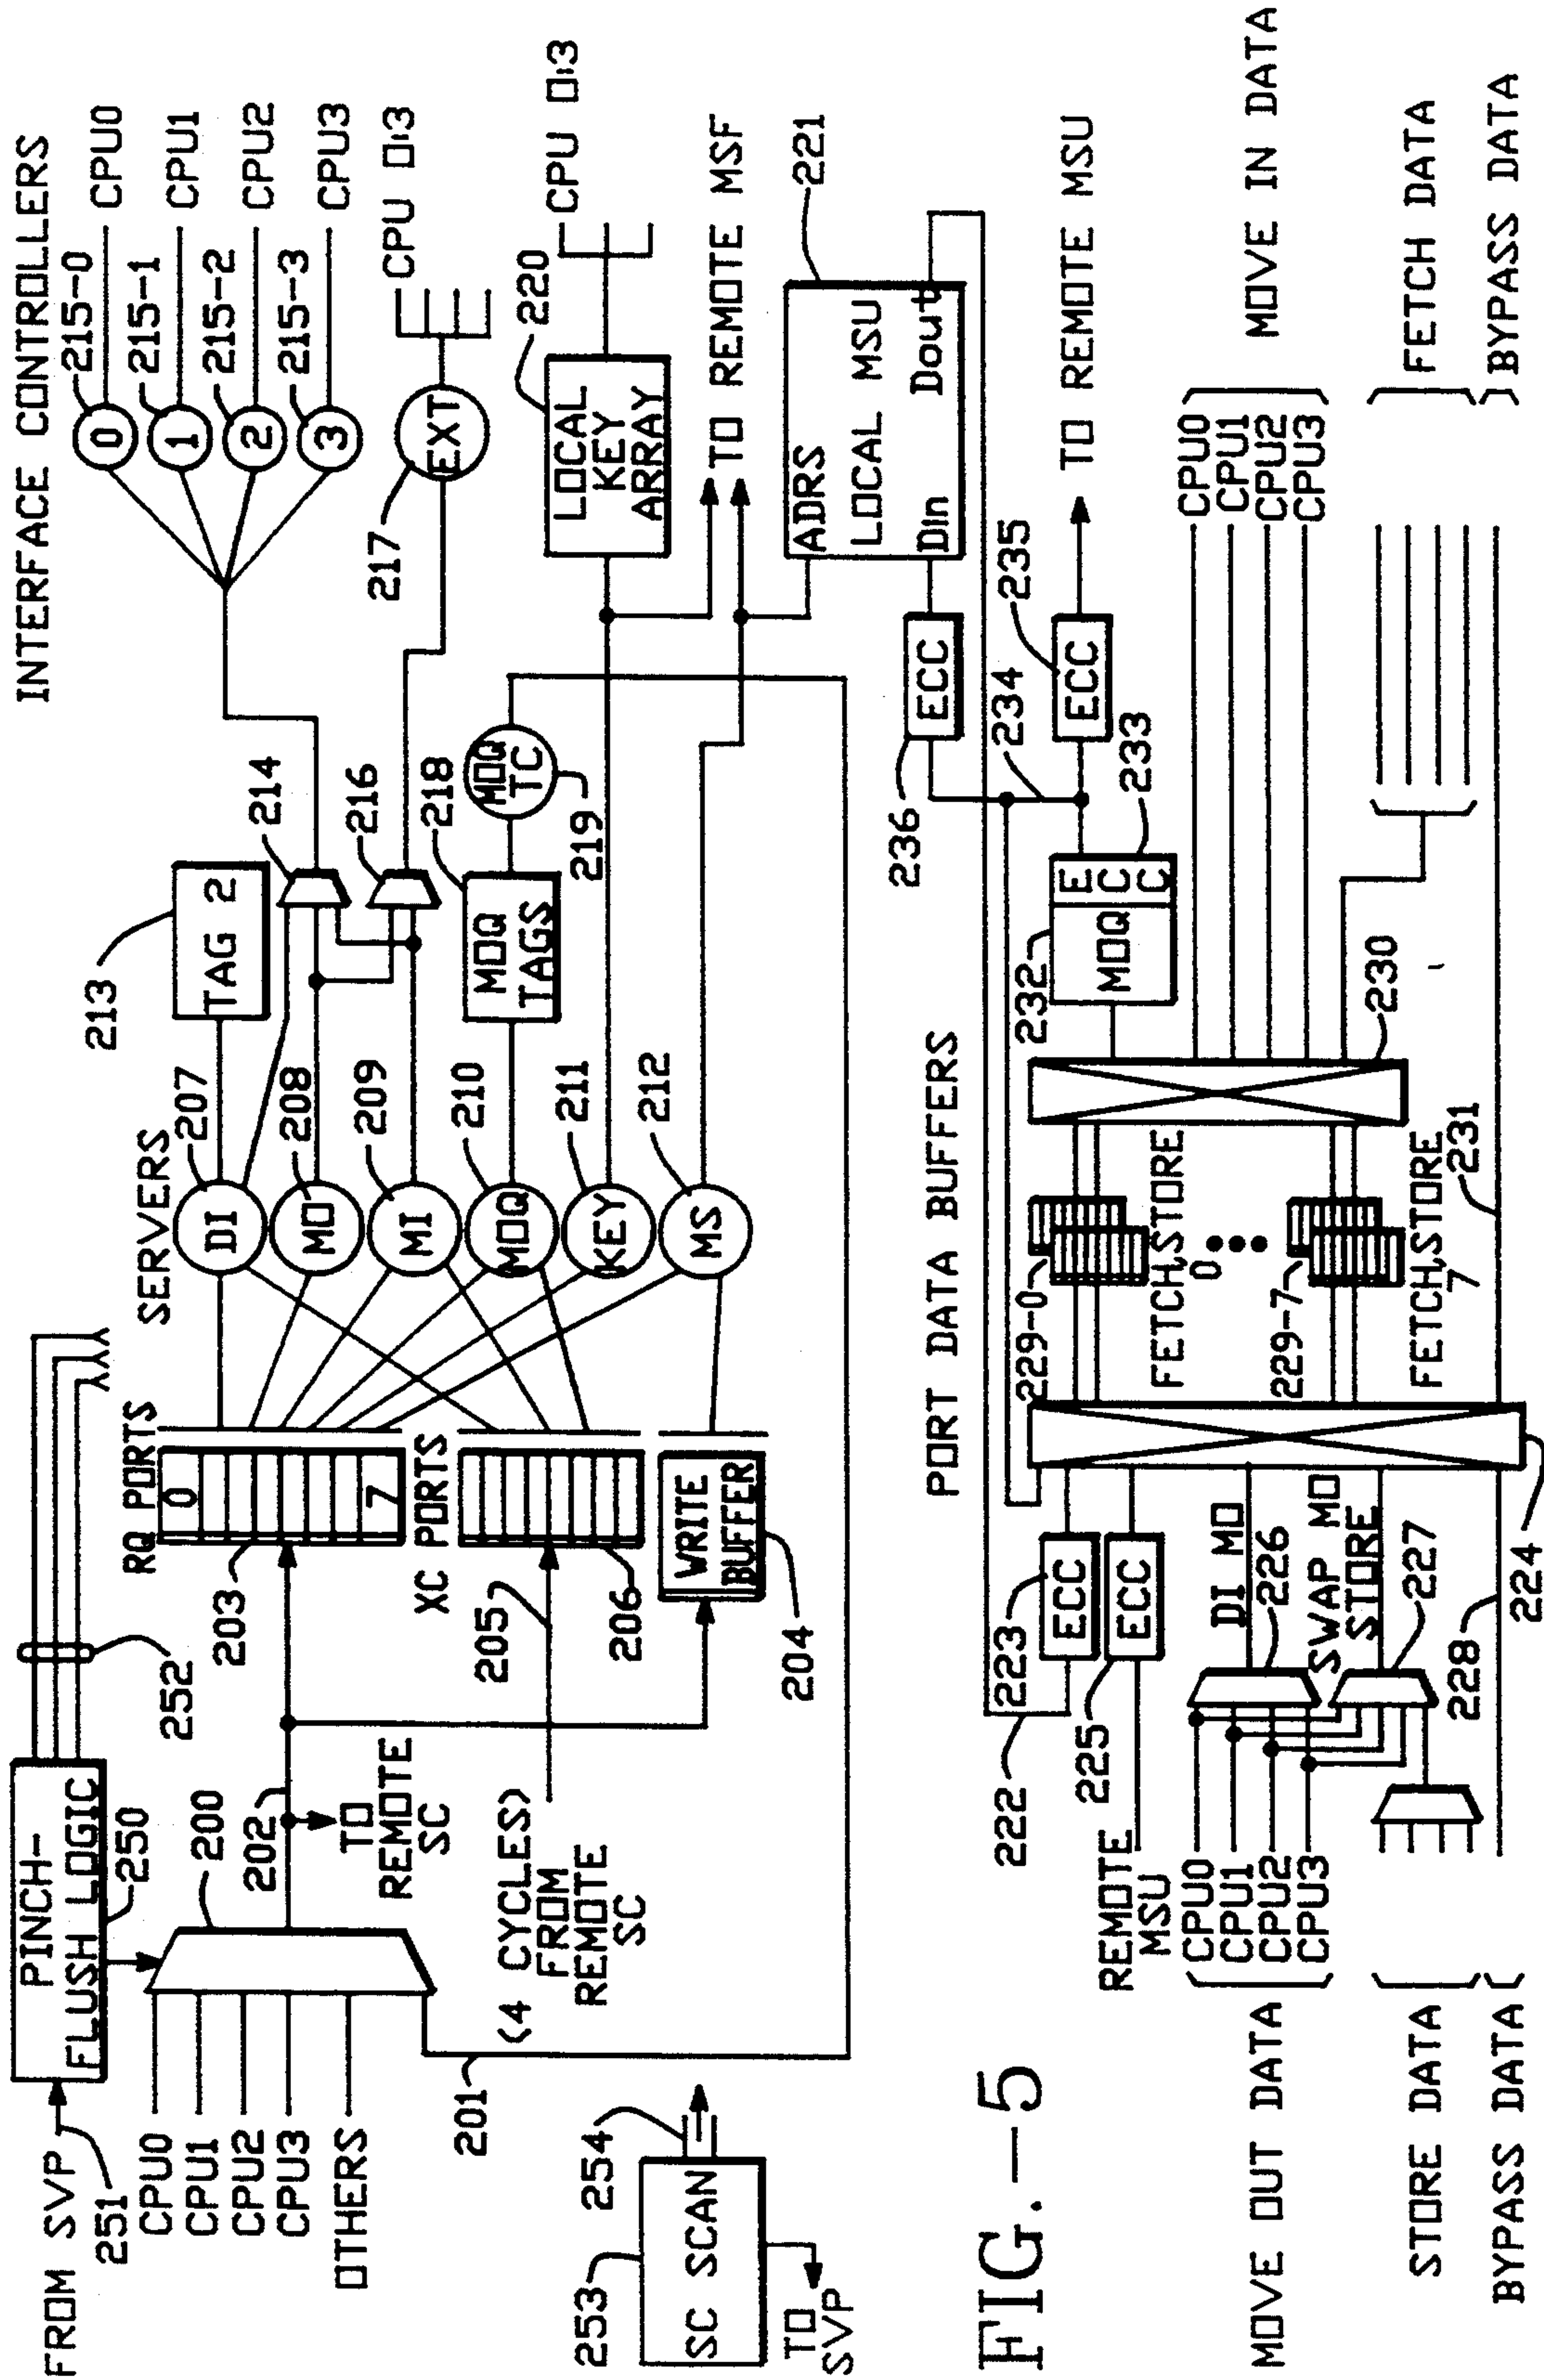 INTERFACE CONTROLLERS
215-0
215-1
215-2
215-3
0
1
2
3
CPU0
CPU1
CPU2
CPU3
PINCH-
FLUSH LOGIC
250
FROM SVP
251
252
CPU0
CPU1
CPU2
CPU3
OTHERS
200
201
202
TO
REMOTE
SC
RQ PORTS
0
7
203
XC PORTS
205
206
(4 CYCLES)
FROM
REMOTE
SC
WRITE
BUFFER
204
SERVERS
DI
207
MO
208
MI
209
MOQ
210
KEY
211
MS
212
TAG 2
213
214
216
MOQ
TAGS
218
MOQ
TC
219
EXT
217
CPU 0:3
LOCAL
KEY
ARRAY
220
CPU 0:3
TO REMOTE MSF
ADRS
LOCAL MSU
Din
Dout
221
SC SCAN
253
254
TO
SVP
FIG.-5
PORT DATA BUFFERS
222
ECC
223
ECC
225
REMOTE
MSU
CPU0
CPU1
CPU2
CPU3
MOVE OUT DATA
STORE DATA
BYPASS DATA
DI MO
226
SWAP MO
STORE
227
228
224
229-0
FETCH,STORE
0
229-7
FETCH,STORE
7
231
230
MOQ
232
ECC
233
234
ECC
235
ECC
236
TO REMOTE MSU
CPU0
CPU1
CPU2
CPU3
MOVE IN DATA
FETCH DATA
BYPASS DATA